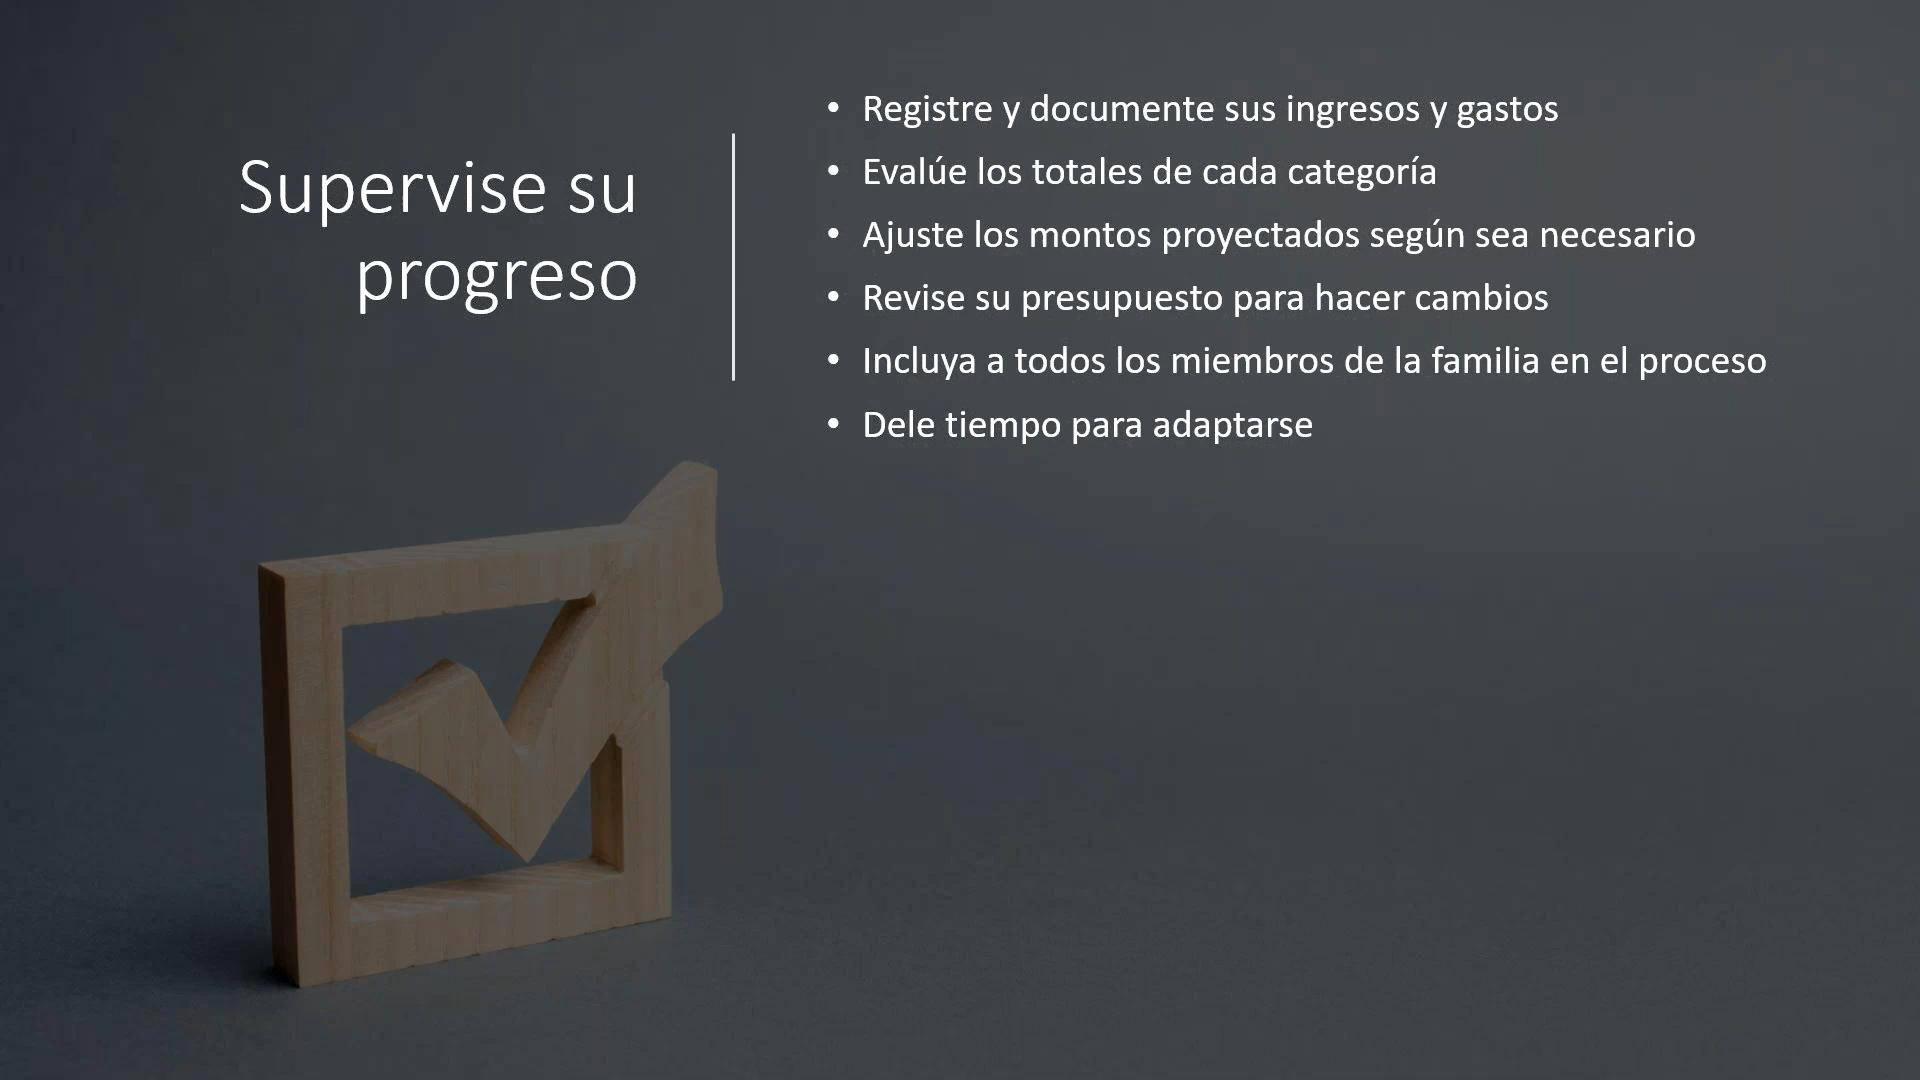 Supervise su
progreso
• Registre y documente sus ingresos y gastos
• Evalúe los totales de cada categoría
• Ajuste los montos proyectados según sea necesario
• Revise su presupuesto para hacer cambios
• Incluya a todos los miembros de la familia en el proceso
• Dele tiempo para adaptarse